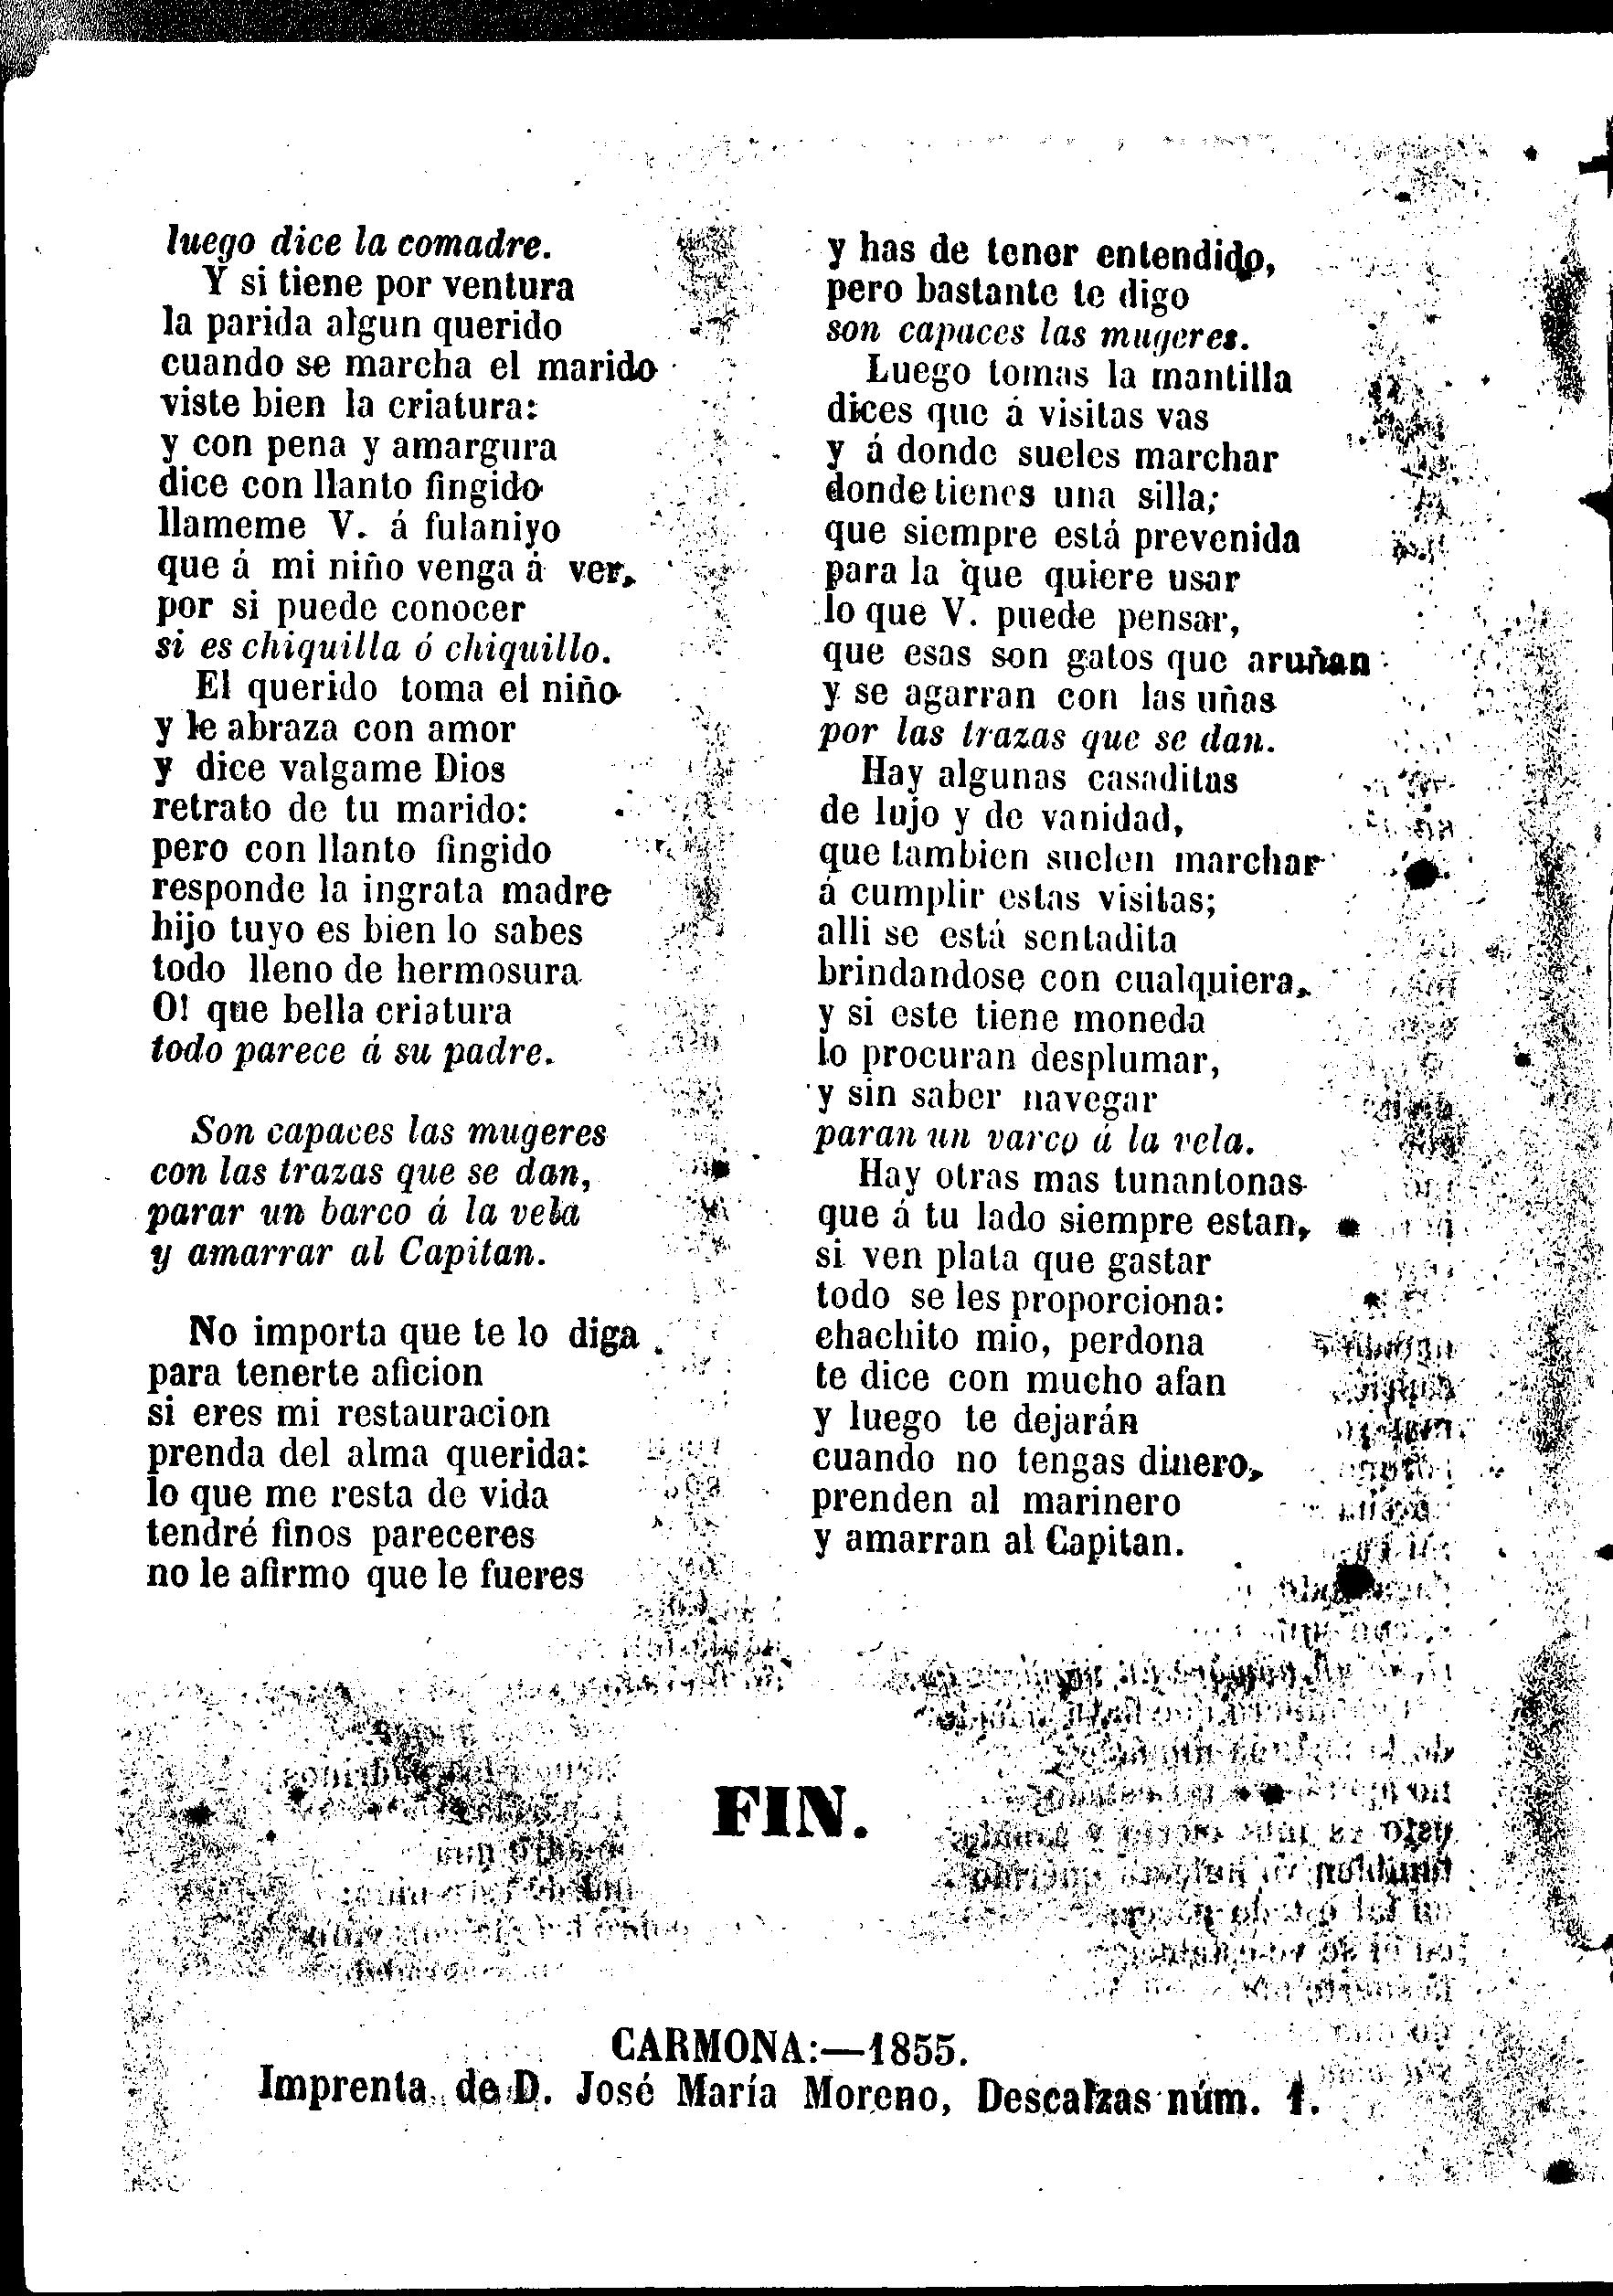 luego dice la comadre.
Y si tiene por ventura
la parida algun querido
cuando se marcha el marido
viste bien la criatura:
y con pena y amargura
dice con llanto fingido
llameme V. á fulaniyo
que á mi niño venga á ver,
por si puede conocer
si es chiquilla ó chiquillo.
El querido toma el niño
y le abraza con amor
y dice valgame Dios
retrato de tu marido:
pero con llanto fingido
responde la ingrata madre
hijo tuyo es bien lo sabes
todo lleno de hermosura
O! que bella criatura
todo parece á su padre.
Son capaces las mugeres
con las trazas que se dan,
parar un barco á la vela
y amarrar al Capitan.
No importa que te lo diga
para tenerte aficion
si eres mi restauracion
prenda del alma querida:
lo que me resta de vida
tendré finos pareceres
no le afirmo que le fueres
y has de tener entendido,
pero bastante te digo
son capaces las mugeres.
Luego tomas la mantilla
dices que á visitas vas
y á donde sueles marchar
donde tienes una silla;
que siempre está prevenida
para la que quiere usar
lo que V. puede pensar,
que esas son gatos que aruñan
y se agarran con las uñas
por las trazas que se dan.
Hay algunas casaditas
de lujo y de vanidad,
que tambien suelen marchar
á cumplir estas visitas;
alli se está sentadita
brindandose con cualquiera,
y si este tiene moneda
lo procuran desplumar,
y sin saber navegar
paran un varco á la vela.
Hay otras mas tunantonas
que á tu lado siempre estan,
si ven plata que gastar
todo se les proporciona:
chachito mio, perdona
te dice con mucho afan
y luego te dejarán
cuando no tengas dinero,
prenden al marinero
y amarran al Capitan.
FIN.
CARMONA:—1855.
Imprenta de D. José María Moreno, Descalzas núm. 1.